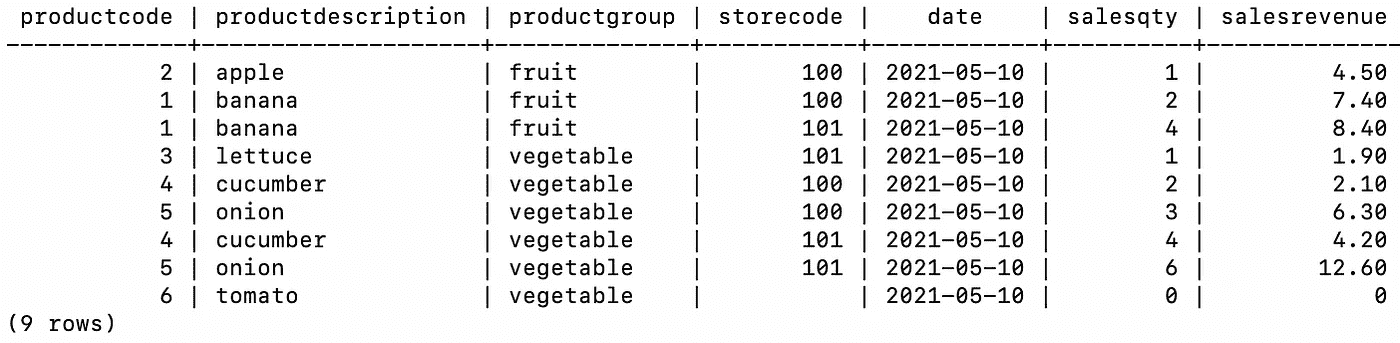 productcode | productdescription | productgroup | storecode |    date    | salesqty | salesrevenue
-------------+--------------------+--------------+-----------+------------+----------+--------------
           2 | apple              | fruit        |       100 | 2021-05-10 |        1 |         4.50
           1 | banana             | fruit        |       100 | 2021-05-10 |        2 |         7.40
           1 | banana             | fruit        |       101 | 2021-05-10 |        4 |         8.40
           3 | lettuce            | vegetable    |       101 | 2021-05-10 |        1 |         1.90
           4 | cucumber           | vegetable    |       100 | 2021-05-10 |        2 |         2.10
           5 | onion              | vegetable    |       100 | 2021-05-10 |        3 |         6.30
           4 | cucumber           | vegetable    |       101 | 2021-05-10 |        4 |         4.20
           5 | onion              | vegetable    |       101 | 2021-05-10 |        6 |        12.60
           6 | tomato             | vegetable    |           | 2021-05-10 |        0 |            0
(9 rows)